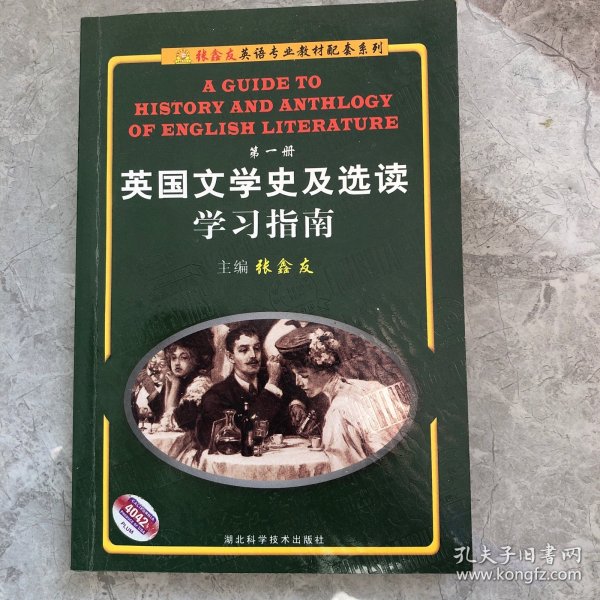 张鑫友英语专业教材配套系列
A GUIDE TO
HISTORY AND ANTHLOGY
OF ENGLISH LITERATURE
第一册
英国文学史及选读
学习指南
主编 张鑫友
4042
PLUM
湖北科学技术出版社
孔夫子旧书网
www.kongfz.com